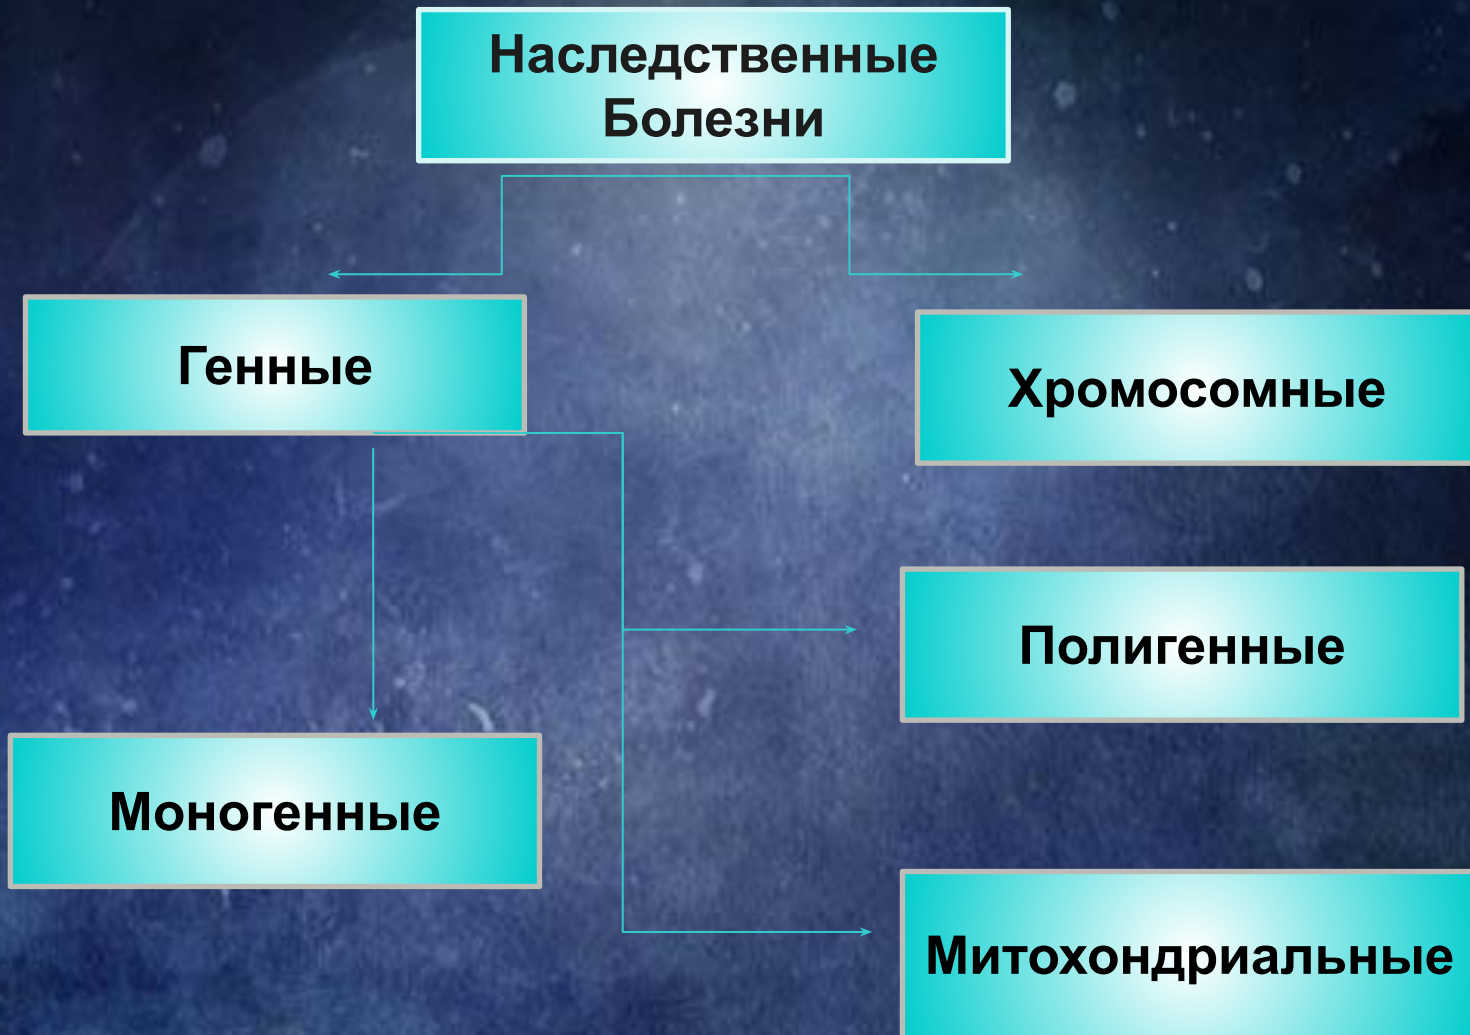 Наследственные
Болезни
Генные
Хромосомные
Полигенные
Моногенные
Митохондриальные